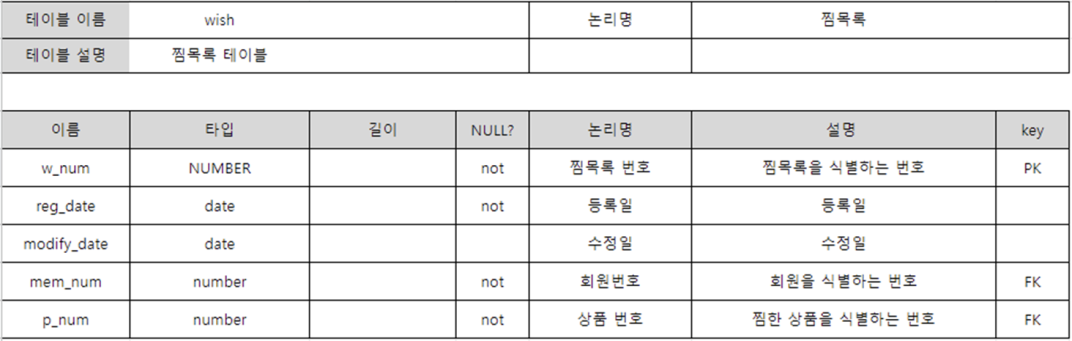 테이블 이름 wish 논리명 찜목록
테이블 설명 찜목록 테이블
이름 타입 길이 NULL? 논리명 설명 key
w_num NUMBER not 찜목록 번호 찜목록을 식별하는 번호 PK
reg_date date not 등록일 등록일
modify_date date 수정일 수정일
mem_num number not 회원번호 회원을 식별하는 번호 FK
p_num number not 상품 번호 찜한 상품을 식별하는 번호 FK